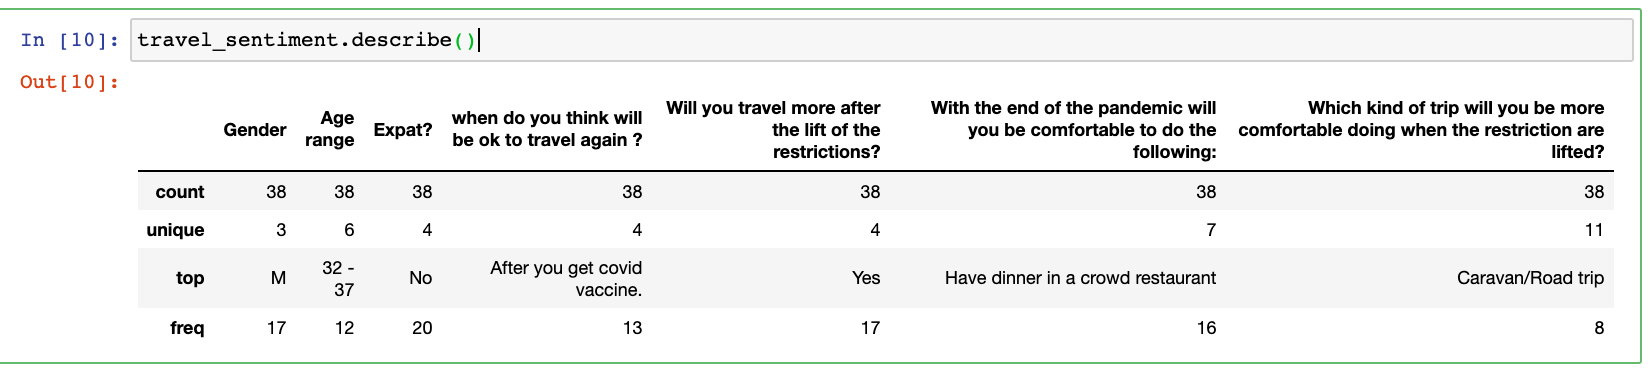 In [10]: travel_sentiment.describe()
Out[10]:
Gender Age range Expat? when do you think will be ok to travel again ? Will you travel more after the lift of the restrictions? With the end of the pandemic will you be comfortable to do the following: Which kind of trip will you be more comfortable doing when the restriction are lifted?
count 38 38 38 38 38 38 38
unique 3 6 4 4 4 7 11
top M 32 - 37 No After you get covid vaccine. Yes Have dinner in a crowd restaurant Caravan/Road trip
freq 17 12 20 13 17 16 8